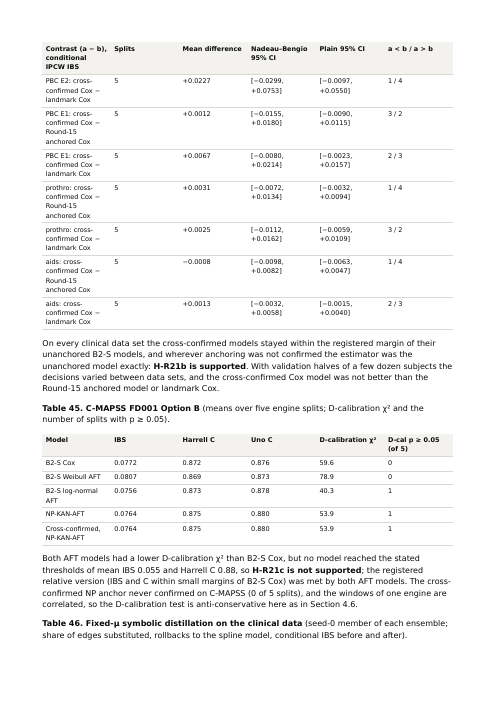 Contrast (a − b), conditional IPCW IBS | Splits | Mean difference | Nadeau–Bengio 95% CI | Plain 95% CI | a < b / a > b
PBC E2: cross-confirmed Cox − landmark Cox | 5 | +0.0227 | [−0.0299, +0.0753] | [−0.0097, +0.0550] | 1 / 4
PBC E1: cross-confirmed Cox − Round-15 anchored Cox | 5 | +0.0012 | [−0.0155, +0.0180] | [−0.0090, +0.0115] | 3 / 2
PBC E1: cross-confirmed Cox − landmark Cox | 5 | +0.0067 | [−0.0080, +0.0214] | [−0.0023, +0.0157] | 2 / 3
prothro: cross-confirmed Cox − Round-15 anchored Cox | 5 | +0.0031 | [−0.0072, +0.0134] | [−0.0032, +0.0094] | 1 / 4
prothro: cross-confirmed Cox − landmark Cox | 5 | +0.0025 | [−0.0112, +0.0162] | [−0.0059, +0.0109] | 3 / 2
aids: cross-confirmed Cox − Round-15 anchored Cox | 5 | −0.0008 | [−0.0098, +0.0082] | [−0.0063, +0.0047] | 1 / 4
aids: cross-confirmed Cox − landmark Cox | 5 | +0.0013 | [−0.0032, +0.0058] | [−0.0015, +0.0040] | 2 / 3
On every clinical data set the cross-confirmed models stayed within the registered margin of their
unanchored B2-S models, and wherever anchoring was not confirmed the estimator was the
unanchored model exactly: H-R21b is supported. With validation halves of a few dozen subjects the
decisions varied between data sets, and the cross-confirmed Cox model was not better than the
Round-15 anchored model or landmark Cox.
Table 45. C-MAPSS FD001 Option B (means over five engine splits; D-calibration χ² and the
number of splits with p ≥ 0.05).
Model | IBS | Harrell C | Uno C | D-calibration χ² | D-cal p ≥ 0.05 (of 5)
B2-S Cox | 0.0772 | 0.872 | 0.876 | 59.6 | 0
B2-S Weibull AFT | 0.0807 | 0.869 | 0.873 | 78.9 | 0
B2-S log-normal AFT | 0.0756 | 0.873 | 0.878 | 40.3 | 1
NP-KAN-AFT | 0.0764 | 0.875 | 0.880 | 53.9 | 1
Cross-confirmed, NP-KAN-AFT | 0.0764 | 0.875 | 0.880 | 53.9 | 1
Both AFT models had a lower D-calibration χ² than B2-S Cox, but no model reached the stated
thresholds of mean IBS 0.055 and Harrell C 0.88, so H-R21c is not supported; the registered
relative version (IBS and C within small margins of B2-S Cox) was met by both AFT models. The cross-
confirmed NP anchor never confirmed on C-MAPSS (0 of 5 splits), and the windows of one engine are
correlated, so the D-calibration test is anti-conservative here as in Section 4.6.
Table 46. Fixed-μ symbolic distillation on the clinical data (seed-0 member of each ensemble;
share of edges substituted, rollbacks to the spline model, conditional IBS before and after).